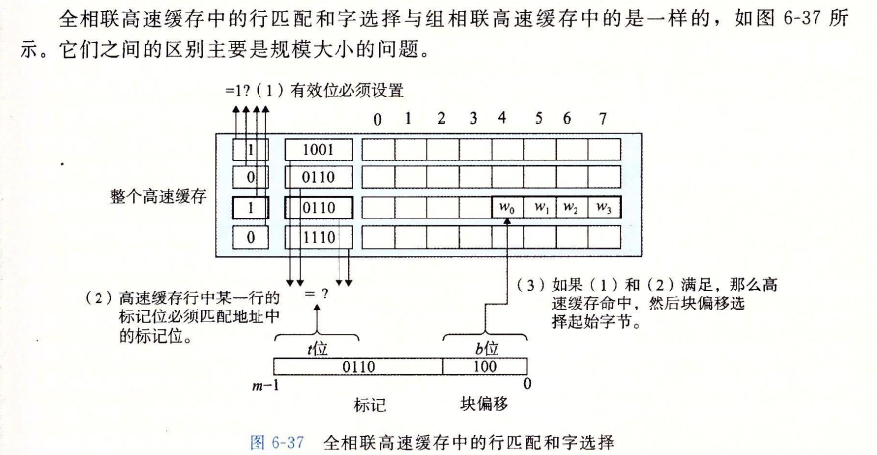 全相联高速缓存中的行匹配和字选择与组相联高速缓存中的是一样的，如图 6-37 所
示。它们之间的区别主要是规模大小的问题。
=1?（1）有效位必须设置
0 1 2 3 4 5 6 7
1 1001
0 0110
整个高速缓存
1 0110 w₀ w₁ w₂ w₃
0 1110
（2）高速缓存行中某一行的
标记位必须匹配地址中
的标记位。
= ?
（3）如果（1）和（2）满足，那么高
速缓存命中，然后块偏移选
择起始字节。
t位 b位
0110 100
m-1 0
标记 块偏移
图 6-37 全相联高速缓存中的行匹配和字选择